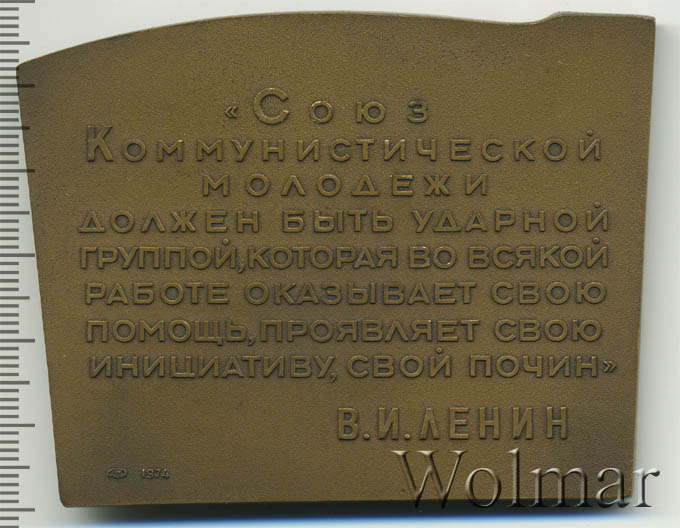 «Союз
Коммунистической
молодежи
должен быть ударной
группой, которая во всякой
работе оказывает свою
помощь, проявляет свою
инициативу, свой почин»
В.И.ЛЕНИН
1974
Wolmar